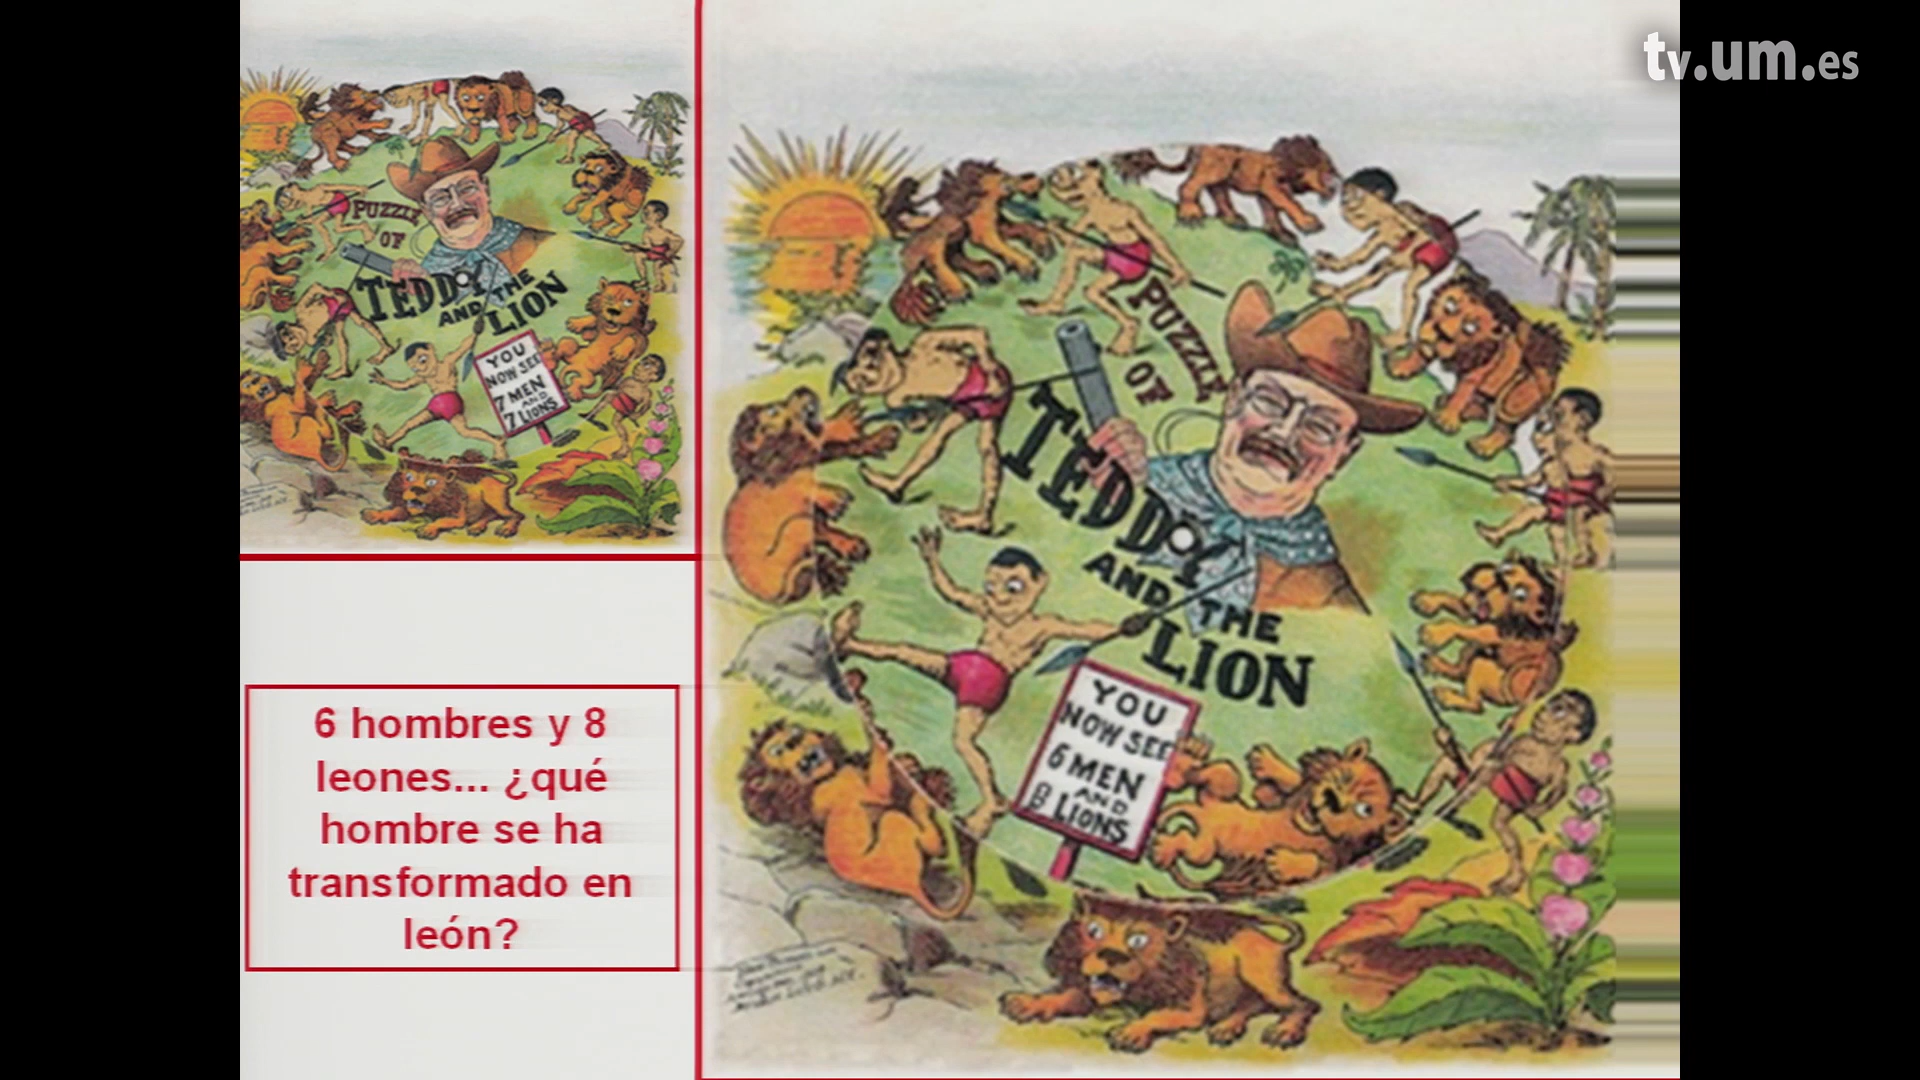 tv.um.es
PUZZLE
OF
TEDDY
AND THE
LION
YOU
NOW SEE
7 MEN
AND
7 LIONS
PUZZLE
OF
TEDDY
AND THE
LION
YOU
NOW SEE
6 MEN
AND
8 LIONS
6 hombres y 8
leones... ¿qué
hombre se ha
transformado en
león?